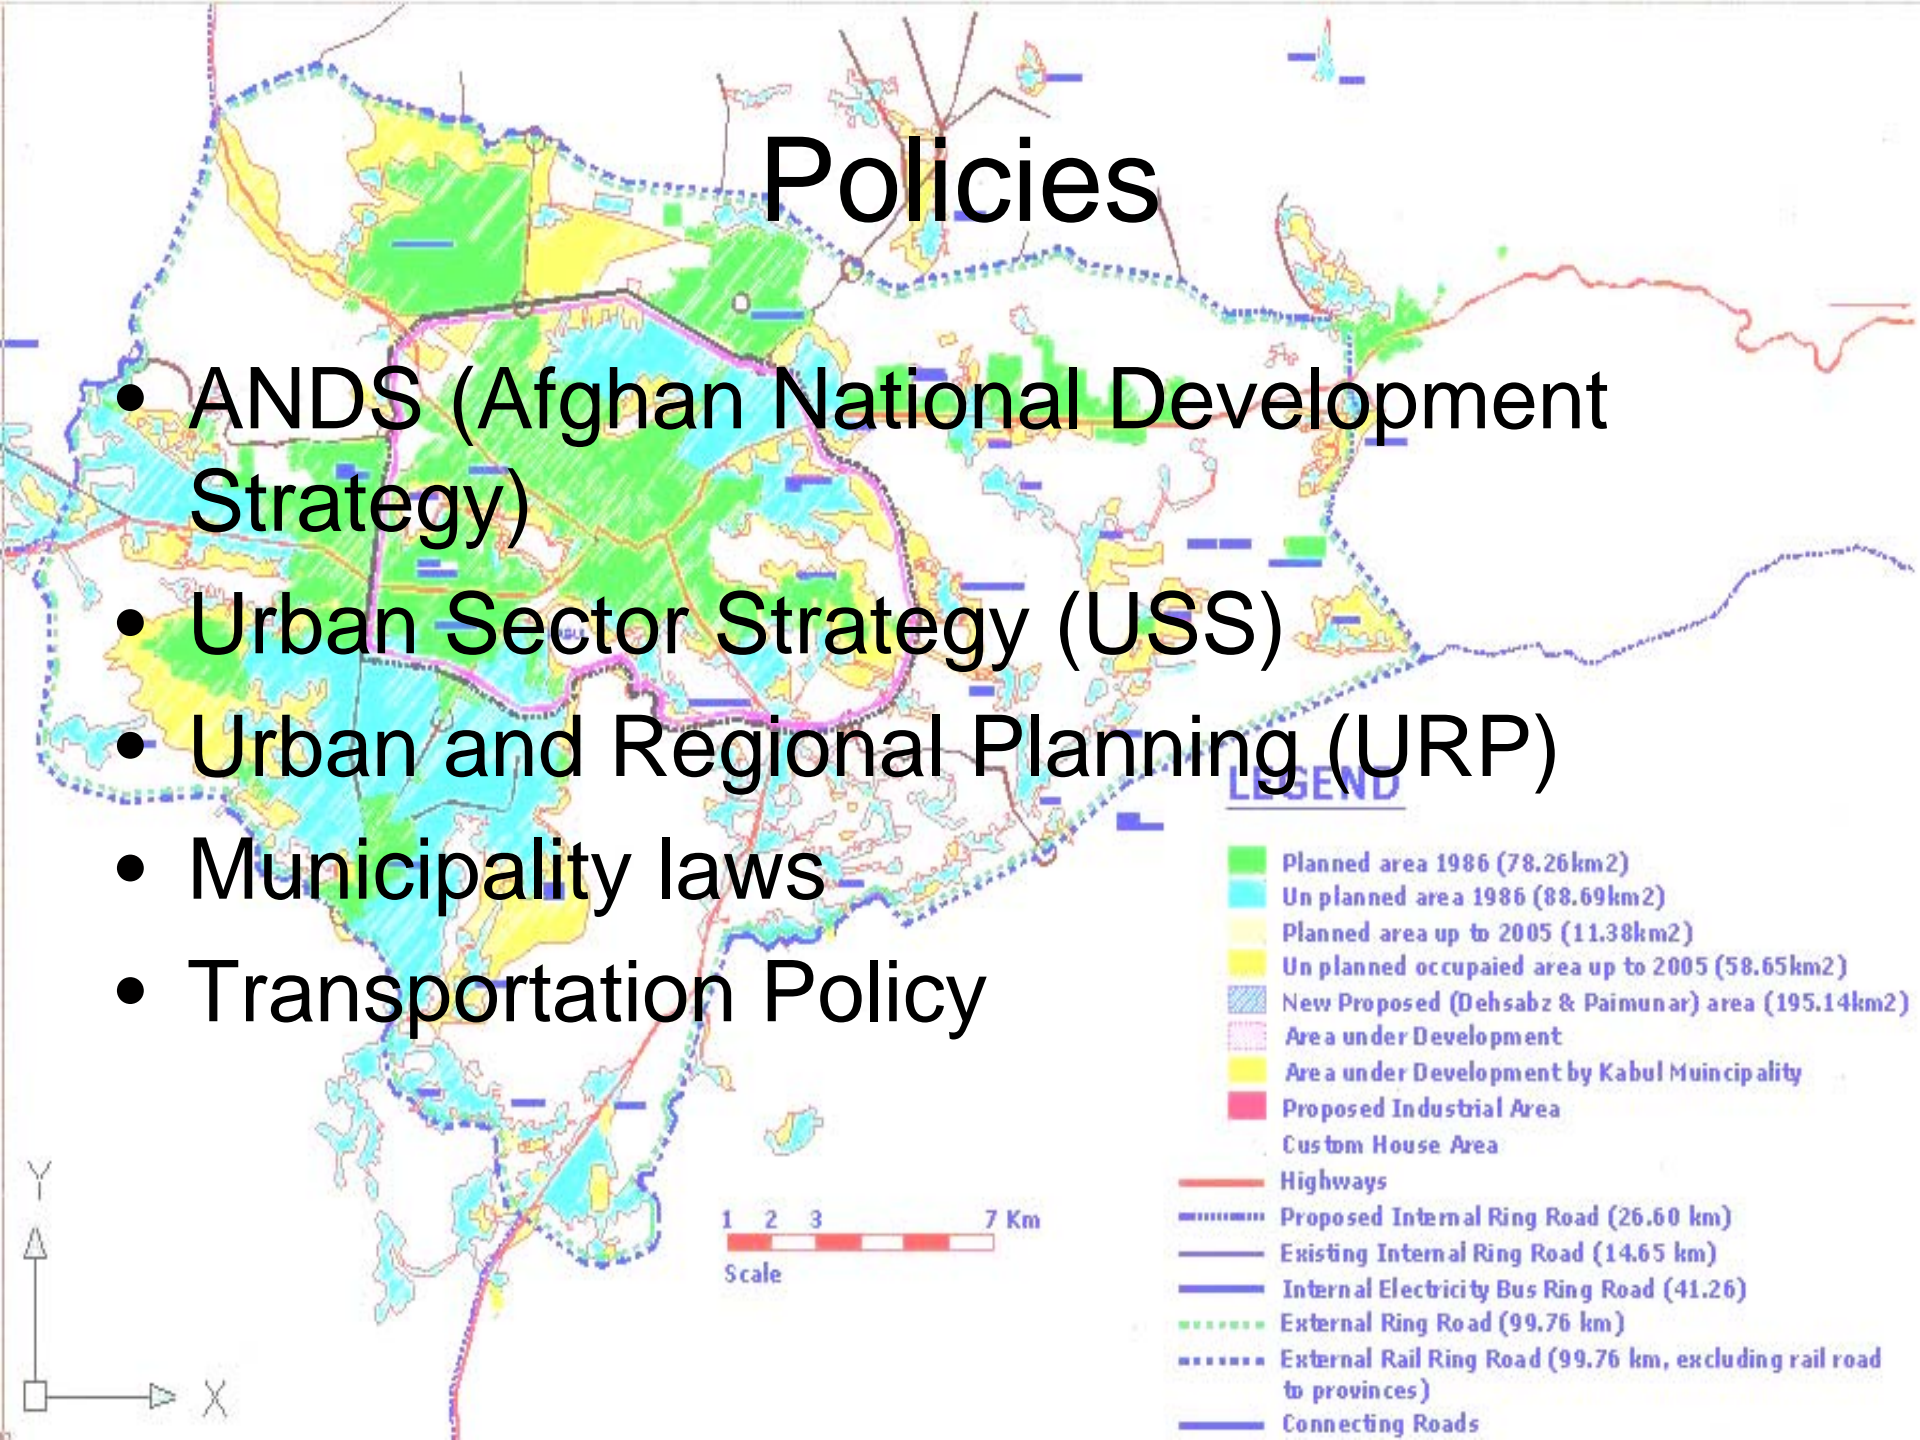 Policies
• ANDS (Afghan National Development
Strategy)
• Urban Sector Strategy (USS)
• Urban and Regional Planning (URP)
• Municipality laws
• Transportation Policy
LEGEND
Planned area 1986 (78.26km2)
Un planned area 1986 (88.69km2)
Planned area up to 2005 (11.38km2)
Un planned occupaied area up to 2005 (58.65km2)
New Proposed (Dehsabz & Paimunar) area (195.14km2)
Area under Development
Area under Development by Kabul Muincipality
Proposed Industrial Area
Custom House Area
Highways
Proposed Internal Ring Road (26.60 km)
Existing Internal Ring Road (14.65 km)
Internal Electricity Bus Ring Road (41.26)
External Ring Road (99.76 km)
External Rail Ring Road (99.76 km, excluding rail road
to provinces)
Connecting Roads
1 2 3 7 Km
Scale
Y
X